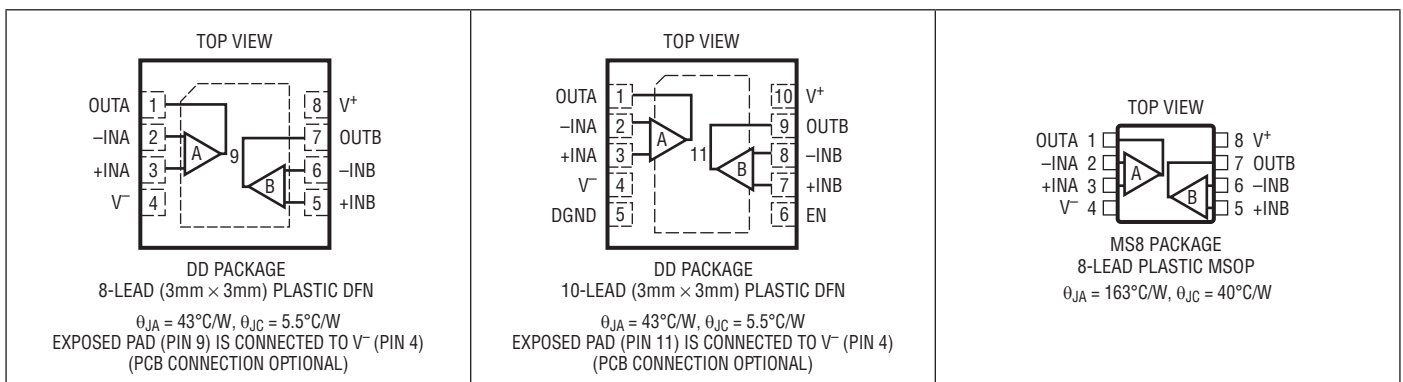 TOP VIEW
OUTA 1
–INA 2
+INA 3
V– 4
8 V+
7 OUTB
6 –INB
5 +INB
A
9
B
DD PACKAGE
8-LEAD (3mm × 3mm) PLASTIC DFN
θJA = 43°C/W, θJC = 5.5°C/W
EXPOSED PAD (PIN 9) IS CONNECTED TO V– (PIN 4)
(PCB CONNECTION OPTIONAL)
TOP VIEW
OUTA 1
–INA 2
+INA 3
V– 4
DGND 5
10 V+
9 OUTB
8 –INB
7 +INB
6 EN
A
11
B
DD PACKAGE
10-LEAD (3mm × 3mm) PLASTIC DFN
θJA = 43°C/W, θJC = 5.5°C/W
EXPOSED PAD (PIN 11) IS CONNECTED TO V– (PIN 4)
(PCB CONNECTION OPTIONAL)
TOP VIEW
OUTA 1
–INA 2
+INA 3
V– 4
8 V+
7 OUTB
6 –INB
5 +INB
A
B
MS8 PACKAGE
8-LEAD PLASTIC MSOP
θJA = 163°C/W, θJC = 40°C/W